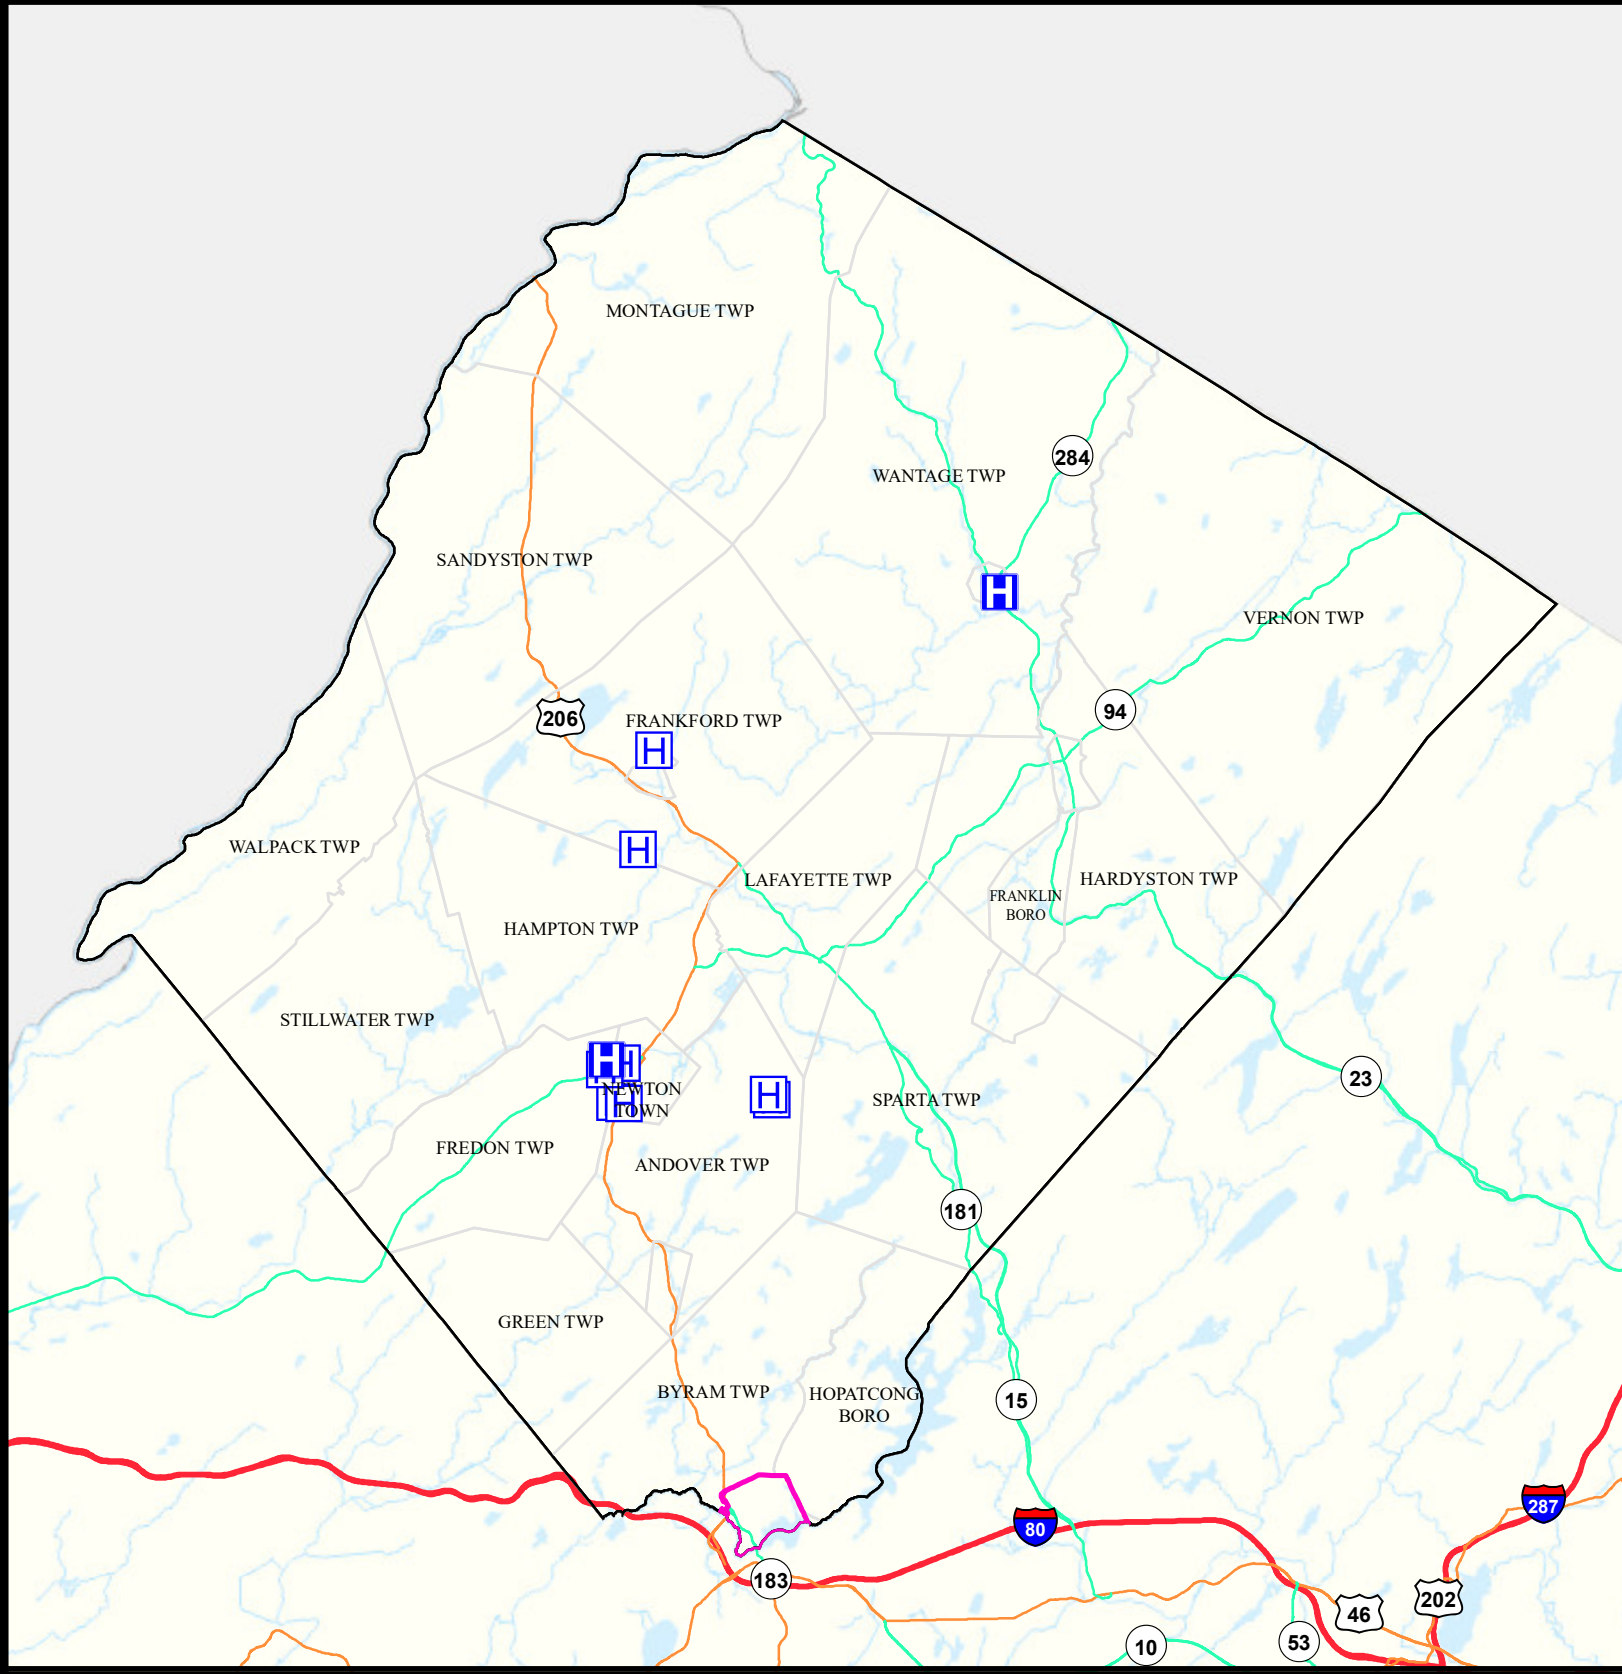 MONTAGUE TWP
284
WANTAGE TWP
SANDYSTON TWP
H
VERNON TWP
94
206
FRANKFORD TWP
H
WALPACK TWP
H
LAFAYETTE TWP
HARDYSTON TWP
FRANKLIN
BORO
HAMPTON TWP
STILLWATER TWP
H
H
23
NEWTON
TOWN
H
H
SPARTA TWP
FREDON TWP
ANDOVER TWP
181
GREEN TWP
BYRAM TWP
HOPATCONG
BORO
15
287
80
183
202
46
53
10